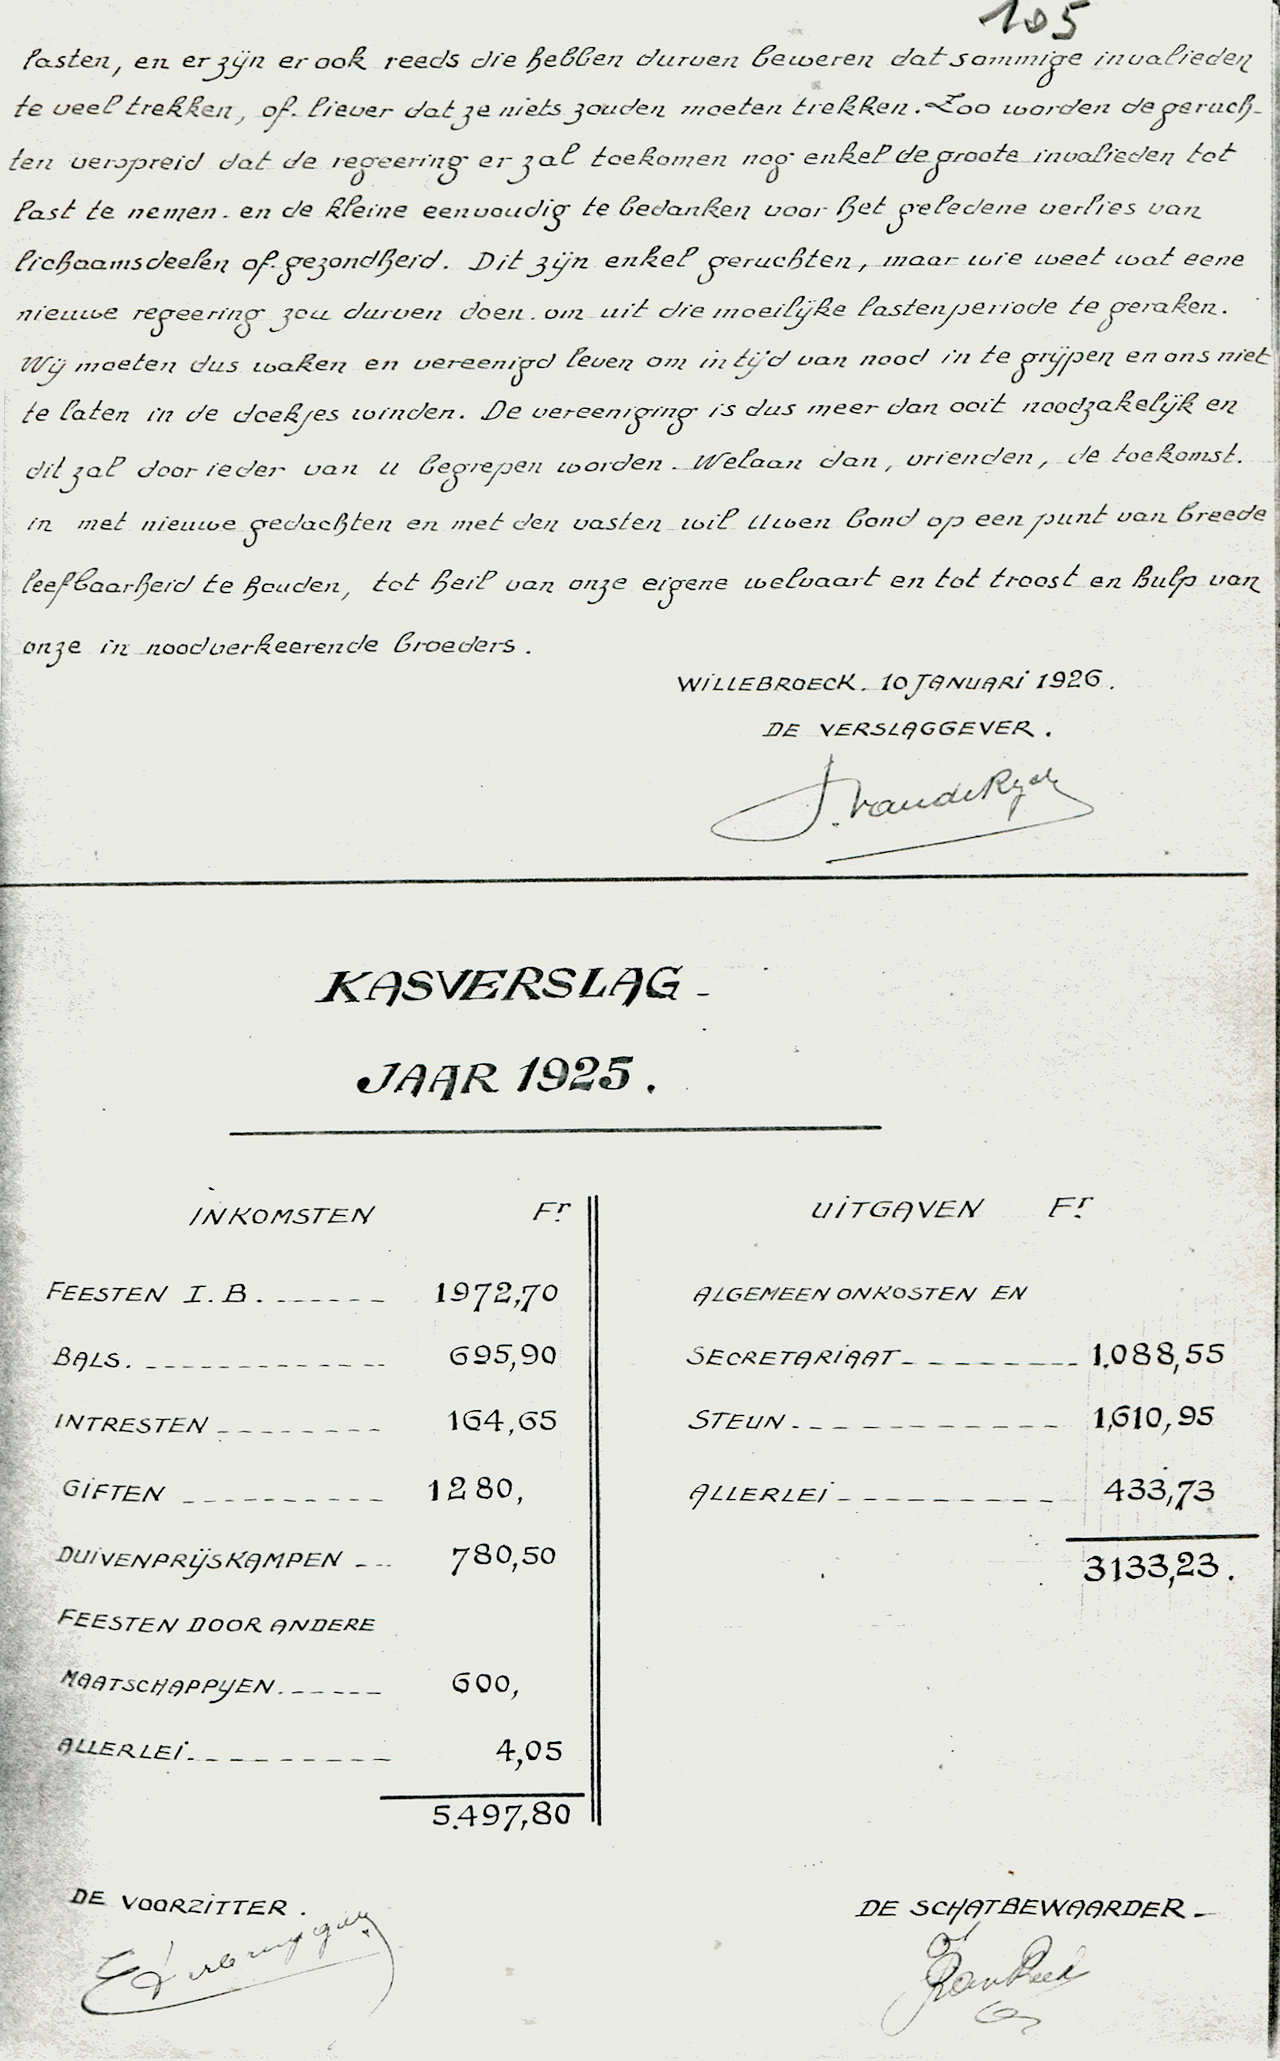 105
lasten, en er zijn er ook reeds die hebben durven beweren dat sommige invalieden
te veel trekken, of liever dat ze niets zouden moeten trekken. Zoo worden de geruch-
ten verspreid dat de regeering er zal toekomen nog enkel de groote invalieden tot
last te nemen. en de kleine eenvoudig te bedanken voor het geledene verlies van
lichaamsdeelen of gezondheid. Dit zijn enkel geruchten, maar wie weet wat eene
nieuwe regeering zou durven doen. om uit die moeilijke lastenperiode te geraken.
Wij moeten dus waken en vereenigd leven om in tijd van nood in te grijpen en ons niet
te laten in de doekjes winden. De vereeniging is dus meer dan ooit noodzakelijk en
dit zal door ieder van u begrepen worden. Welaan dan, vrienden, de toekomst.
in met nieuwe gedachten en met den vasten wil Uwen bond op een punt van breede
leefbaarheid te houden, tot heil van onze eigene welvaart en tot troost en hulp van
onze in noodverkeerende broeders.
WILLEBROECK. 10 JANUARI 1926.
DE VERSLAGGEVER.
KASVERSLAG -
JAAR 1925.
INKOMSTEN Fr. UITGAVEN Fr.
FEESTEN I.B. ------ 1972,70 ALGEMEEN ONKOSTEN EN
BALS. ------------- 695,90 SECRETARIAAT --------- 1.088,55
INTRESTEN -------- 164,65 STEUN. ------------ 1,610,95
GIFTEN ---------- 1280, ALLERLEI ---------- 433,73
DUIVENPRIJSKAMPEN --- 780,50 3133,23.
FEESTEN DOOR ANDERE
MAATSCHAPPYEN. ------ 600,
ALLERLEI. --------- 4,05
5.497,80
DE VOORZITTER. DE SCHATBEWAARDER -